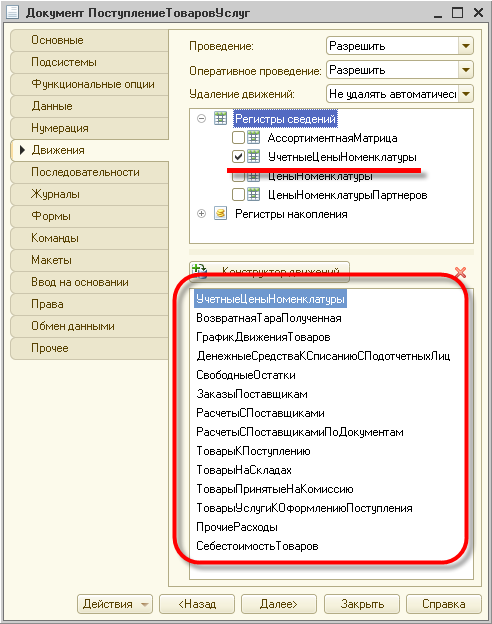 Документ ПоступлениеТоваровУслуг
Основные
Подсистемы
Функциональные опции
Данные
Нумерация
Движения
Последовательности
Журналы
Формы
Команды
Макеты
Ввод на основании
Права
Обмен данными
Прочее
Проведение: Разрешить
Оперативное проведение: Разрешить
Удаление движений: Не удалять автоматичесі
Регистры сведений
АссортиментнаяМатрица
УчетныеЦеныНоменклатуры
ЦеныНоменклатуры
ЦеныНоменклатурыПартнеров
Регистры накопления
Конструктор движений
УчетныеЦеныНоменклатуры
ВозвратнаяТараПолученная
ГрафикДвиженияТоваров
ДенежныеСредстваКСписаниюСПодотчетныхЛиц
СвободныеОстатки
ЗаказыПоставщикам
РасчетыСПоставщиками
РасчетыСПоставщикамиПоДокументам
ТоварыКПоступлению
ТоварыНаСкладах
ТоварыПринятыеНаКомиссию
ТоварыУслугиКОформлениюПоступления
ПрочиеРасходы
СебестоимостьТоваров
Действия
<Назад
Далее>
Закрыть
Справка